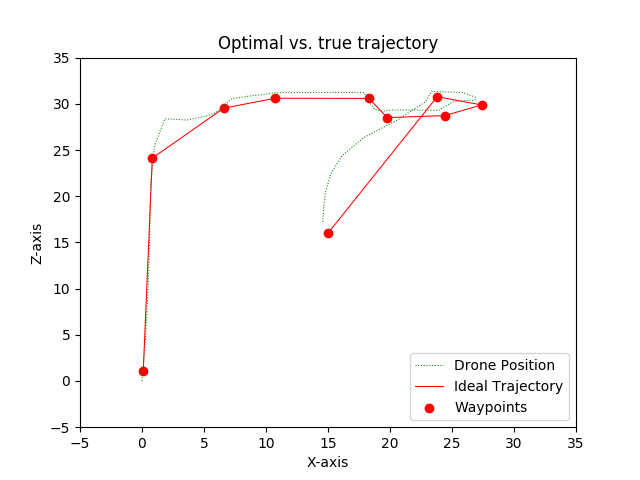 Optimal vs. true trajectory
35
30
25
20
15
10
5
0
−5
Z-axis
−5 0 5 10 15 20 25 30 35
X-axis
Drone Position
Ideal Trajectory
Waypoints